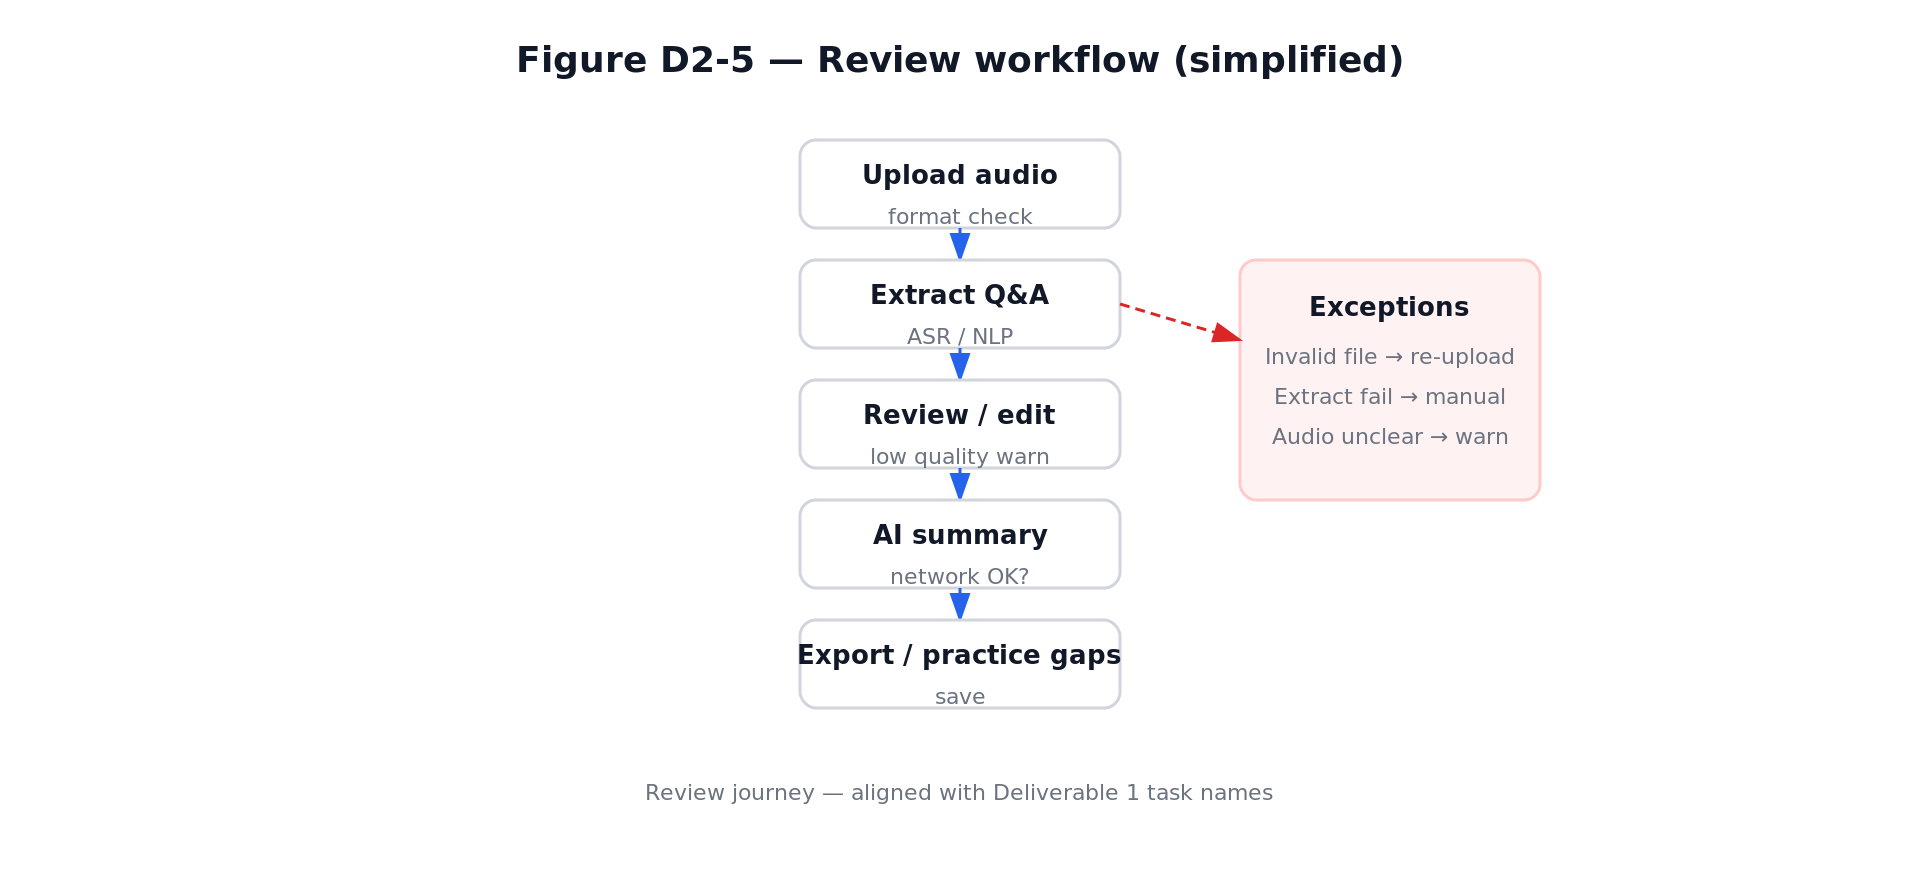 Figure D2-5 — Review workflow (simplified)
Upload audio
format check
Extract Q&A
ASR / NLP
Review / edit
low quality warn
AI summary
network OK?
Export / practice gaps
save
Exceptions
Invalid file → re-upload
Extract fail → manual
Audio unclear → warn
Review journey — aligned with Deliverable 1 task names